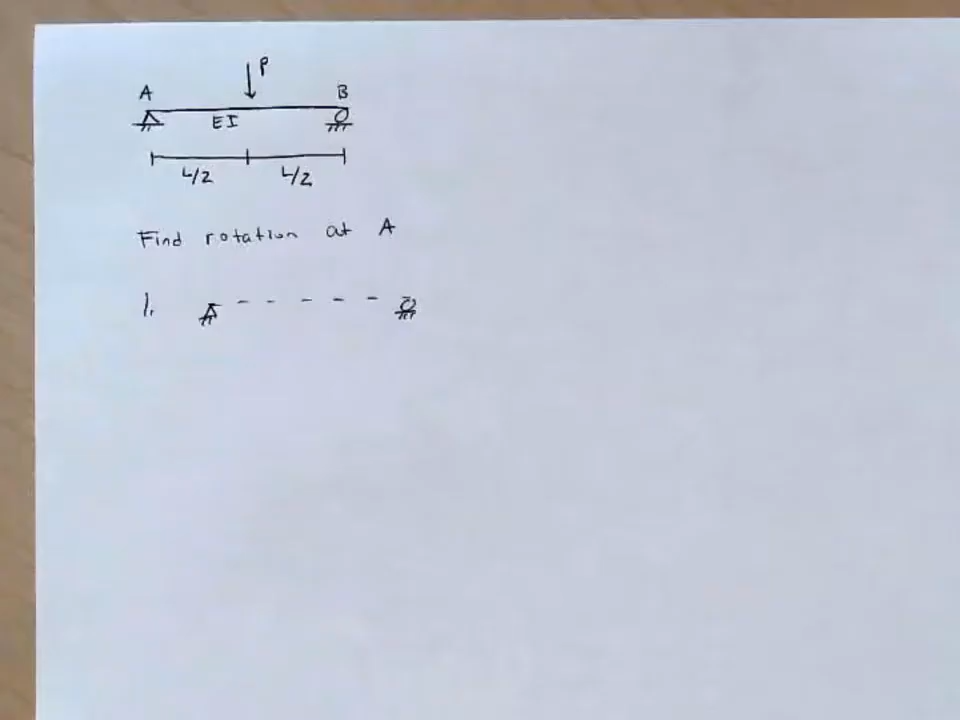 P
A B
EI
L/2 L/2
Find rotation at A
1.